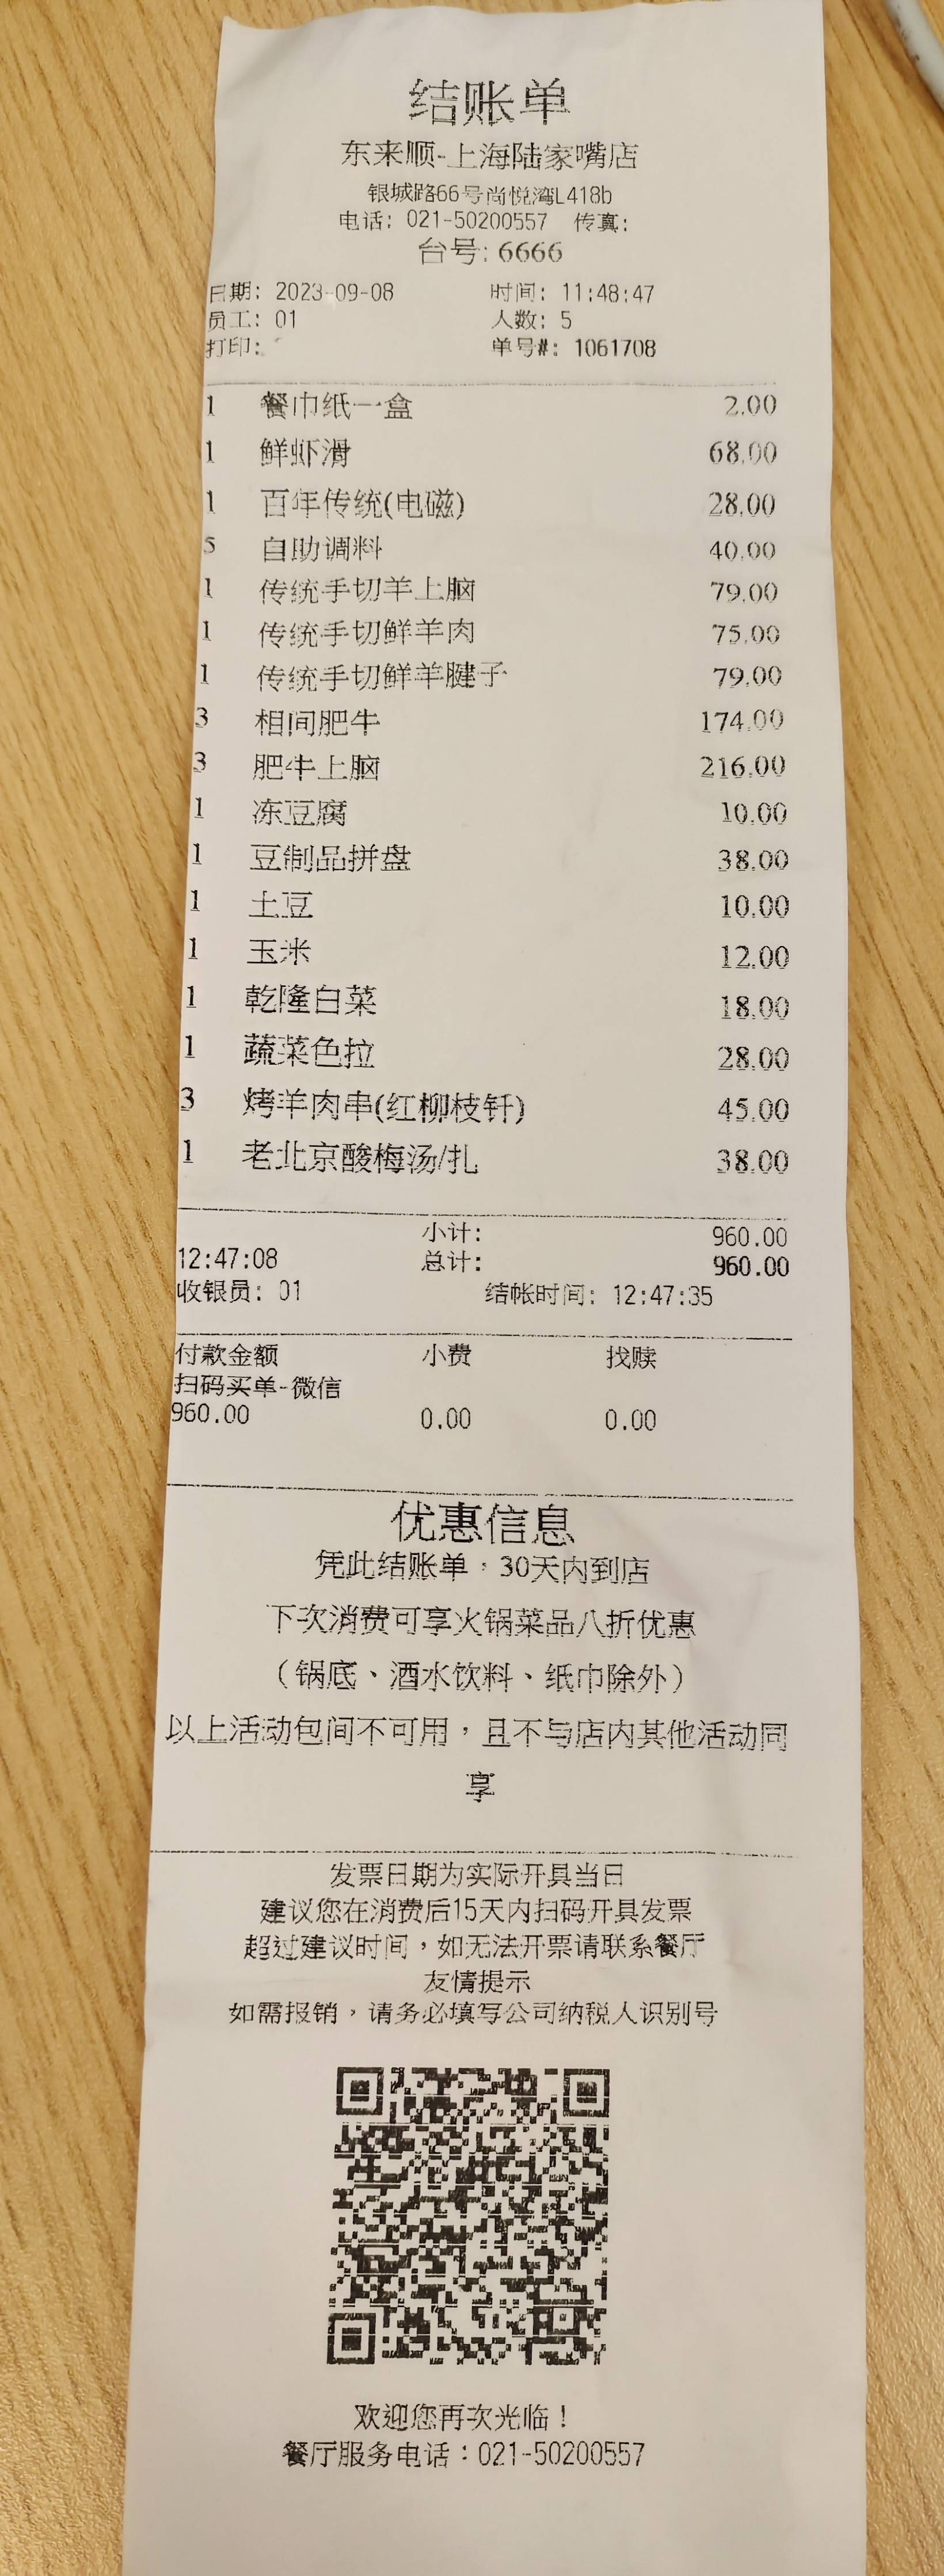 结账单
东来顺-上海陆家嘴店
银城路66号尚悦湾L418b
电话: 021-50200557 传真:
台号: 6666
日期: 2023-09-08 时间: 11:48:47
员工: 01 人数: 5
打印: 单号#: 1061708
1 餐巾纸一盒 2.00
1 鲜虾滑 68.00
1 百年传统(电磁) 28.00
5 自助调料 40.00
1 传统手切羊上脑 79.00
1 传统手切鲜羊肉 75.00
1 传统手切鲜羊腱子 79.00
3 相间肥牛 174.00
3 肥牛上脑 216.00
1 冻豆腐 10.00
1 豆制品拼盘 38.00
1 土豆 10.00
1 玉米 12.00
1 乾隆白菜 18.00
1 蔬菜色拉 28.00
3 烤羊肉串(红柳枝钎) 45.00
1 老北京酸梅汤/扎 38.00
小计: 960.00
12:47:08 总计: 960.00
收银员: 01 结帐时间: 12:47:35
付款金额 小费 找赎
扫码买单-微信
960.00 0.00 0.00
优惠信息
凭此结账单，30天内到店
下次消费可享火锅菜品八折优惠
（锅底、酒水饮料、纸巾除外）
以上活动包间不可用，且不与店内其他活动同
享
发票日期为实际开具当日
建议您在消费后15天内扫码开具发票
超过建议时间，如无法开票请联系餐厅
友情提示
如需报销，请务必填写公司纳税人识别号
欢迎您再次光临！
餐厅服务电话：021-50200557